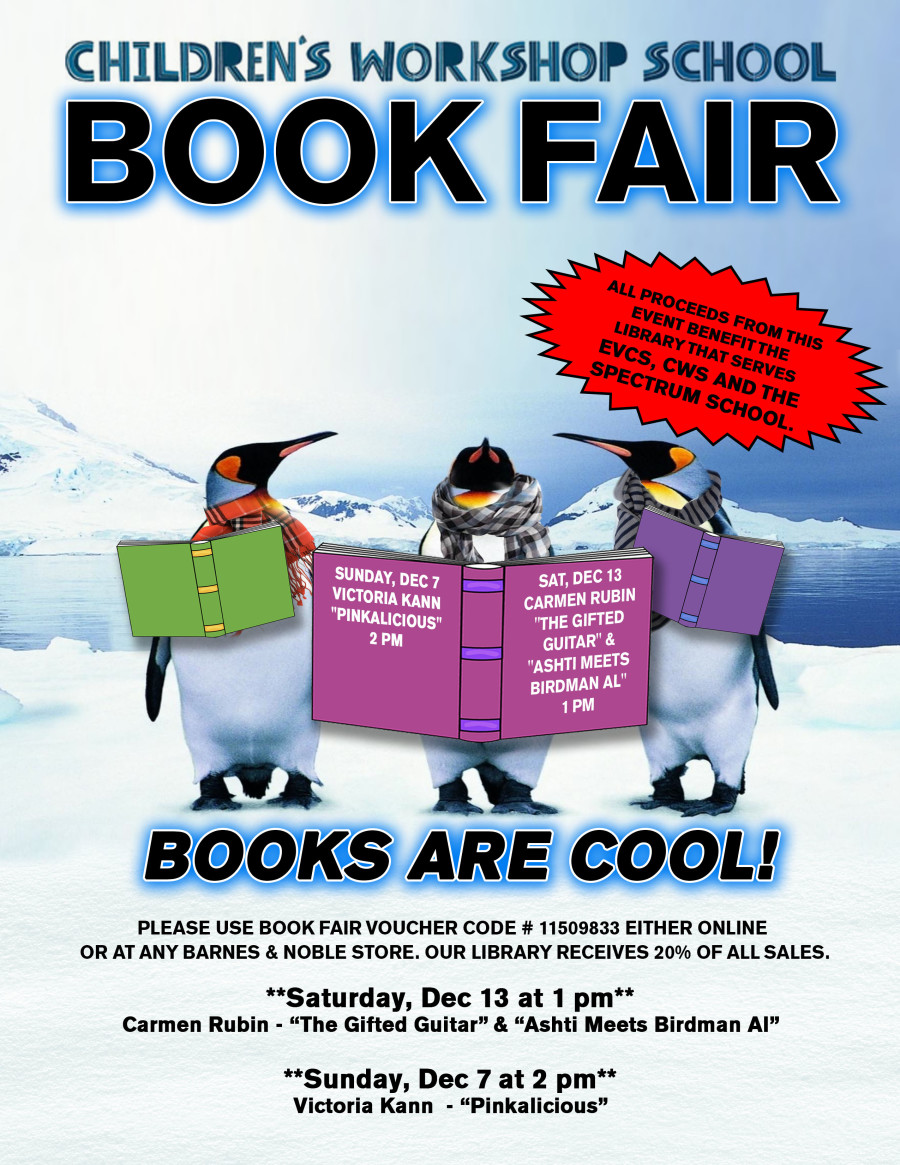 CHILDREN'S WORKSHOP SCHOOL
BOOK FAIR
ALL PROCEEDS FROM THIS
EVENT BENEFIT THE
LIBRARY THAT SERVES
EVCS, CWS AND THE
SPECTRUM SCHOOL.
SUNDAY, DEC 7
VICTORIA KANN
"PINKALICIOUS"
2 PM
SAT, DEC 13
CARMEN RUBIN
"THE GIFTED
GUITAR" &
"ASHTI MEETS
BIRDMAN AL"
1 PM
BOOKS ARE COOL!
PLEASE USE BOOK FAIR VOUCHER CODE # 11509833 EITHER ONLINE
OR AT ANY BARNES & NOBLE STORE. OUR LIBRARY RECEIVES 20% OF ALL SALES.
**Saturday, Dec 13 at 1 pm**
Carmen Rubin - “The Gifted Guitar” & “Ashti Meets Birdman Al”
**Sunday, Dec 7 at 2 pm**
Victoria Kann - “Pinkalicious”